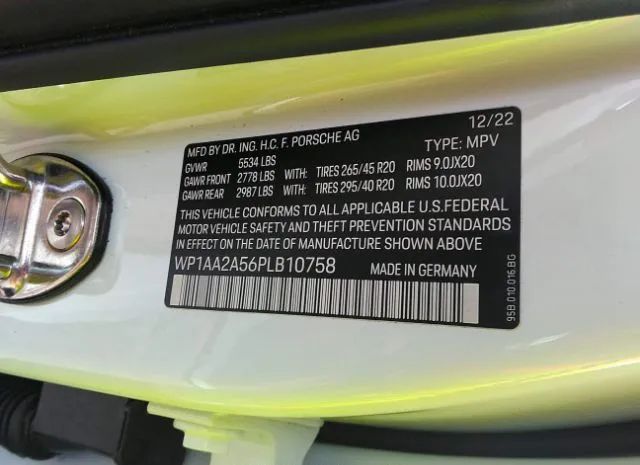 12/22
MFD BY DR. ING. H.C. F. PORSCHE AG
TYPE: MPV
GVWR 5534 LBS
GAWR FRONT 2778 LBS WITH: TIRES 265/45 R20 RIMS 9.0JX20
GAWR REAR 2987 LBS WITH: TIRES 295/40 R20 RIMS 10.0JX20
THIS VEHICLE CONFORMS TO ALL APPLICABLE U.S.FEDERAL
MOTOR VEHICLE SAFETY AND THEFT PREVENTION STANDARDS
IN EFFECT ON THE DATE OF MANUFACTURE SHOWN ABOVE
WP1AA2A56PLB10758 MADE IN GERMANY
95B 010 016 BG